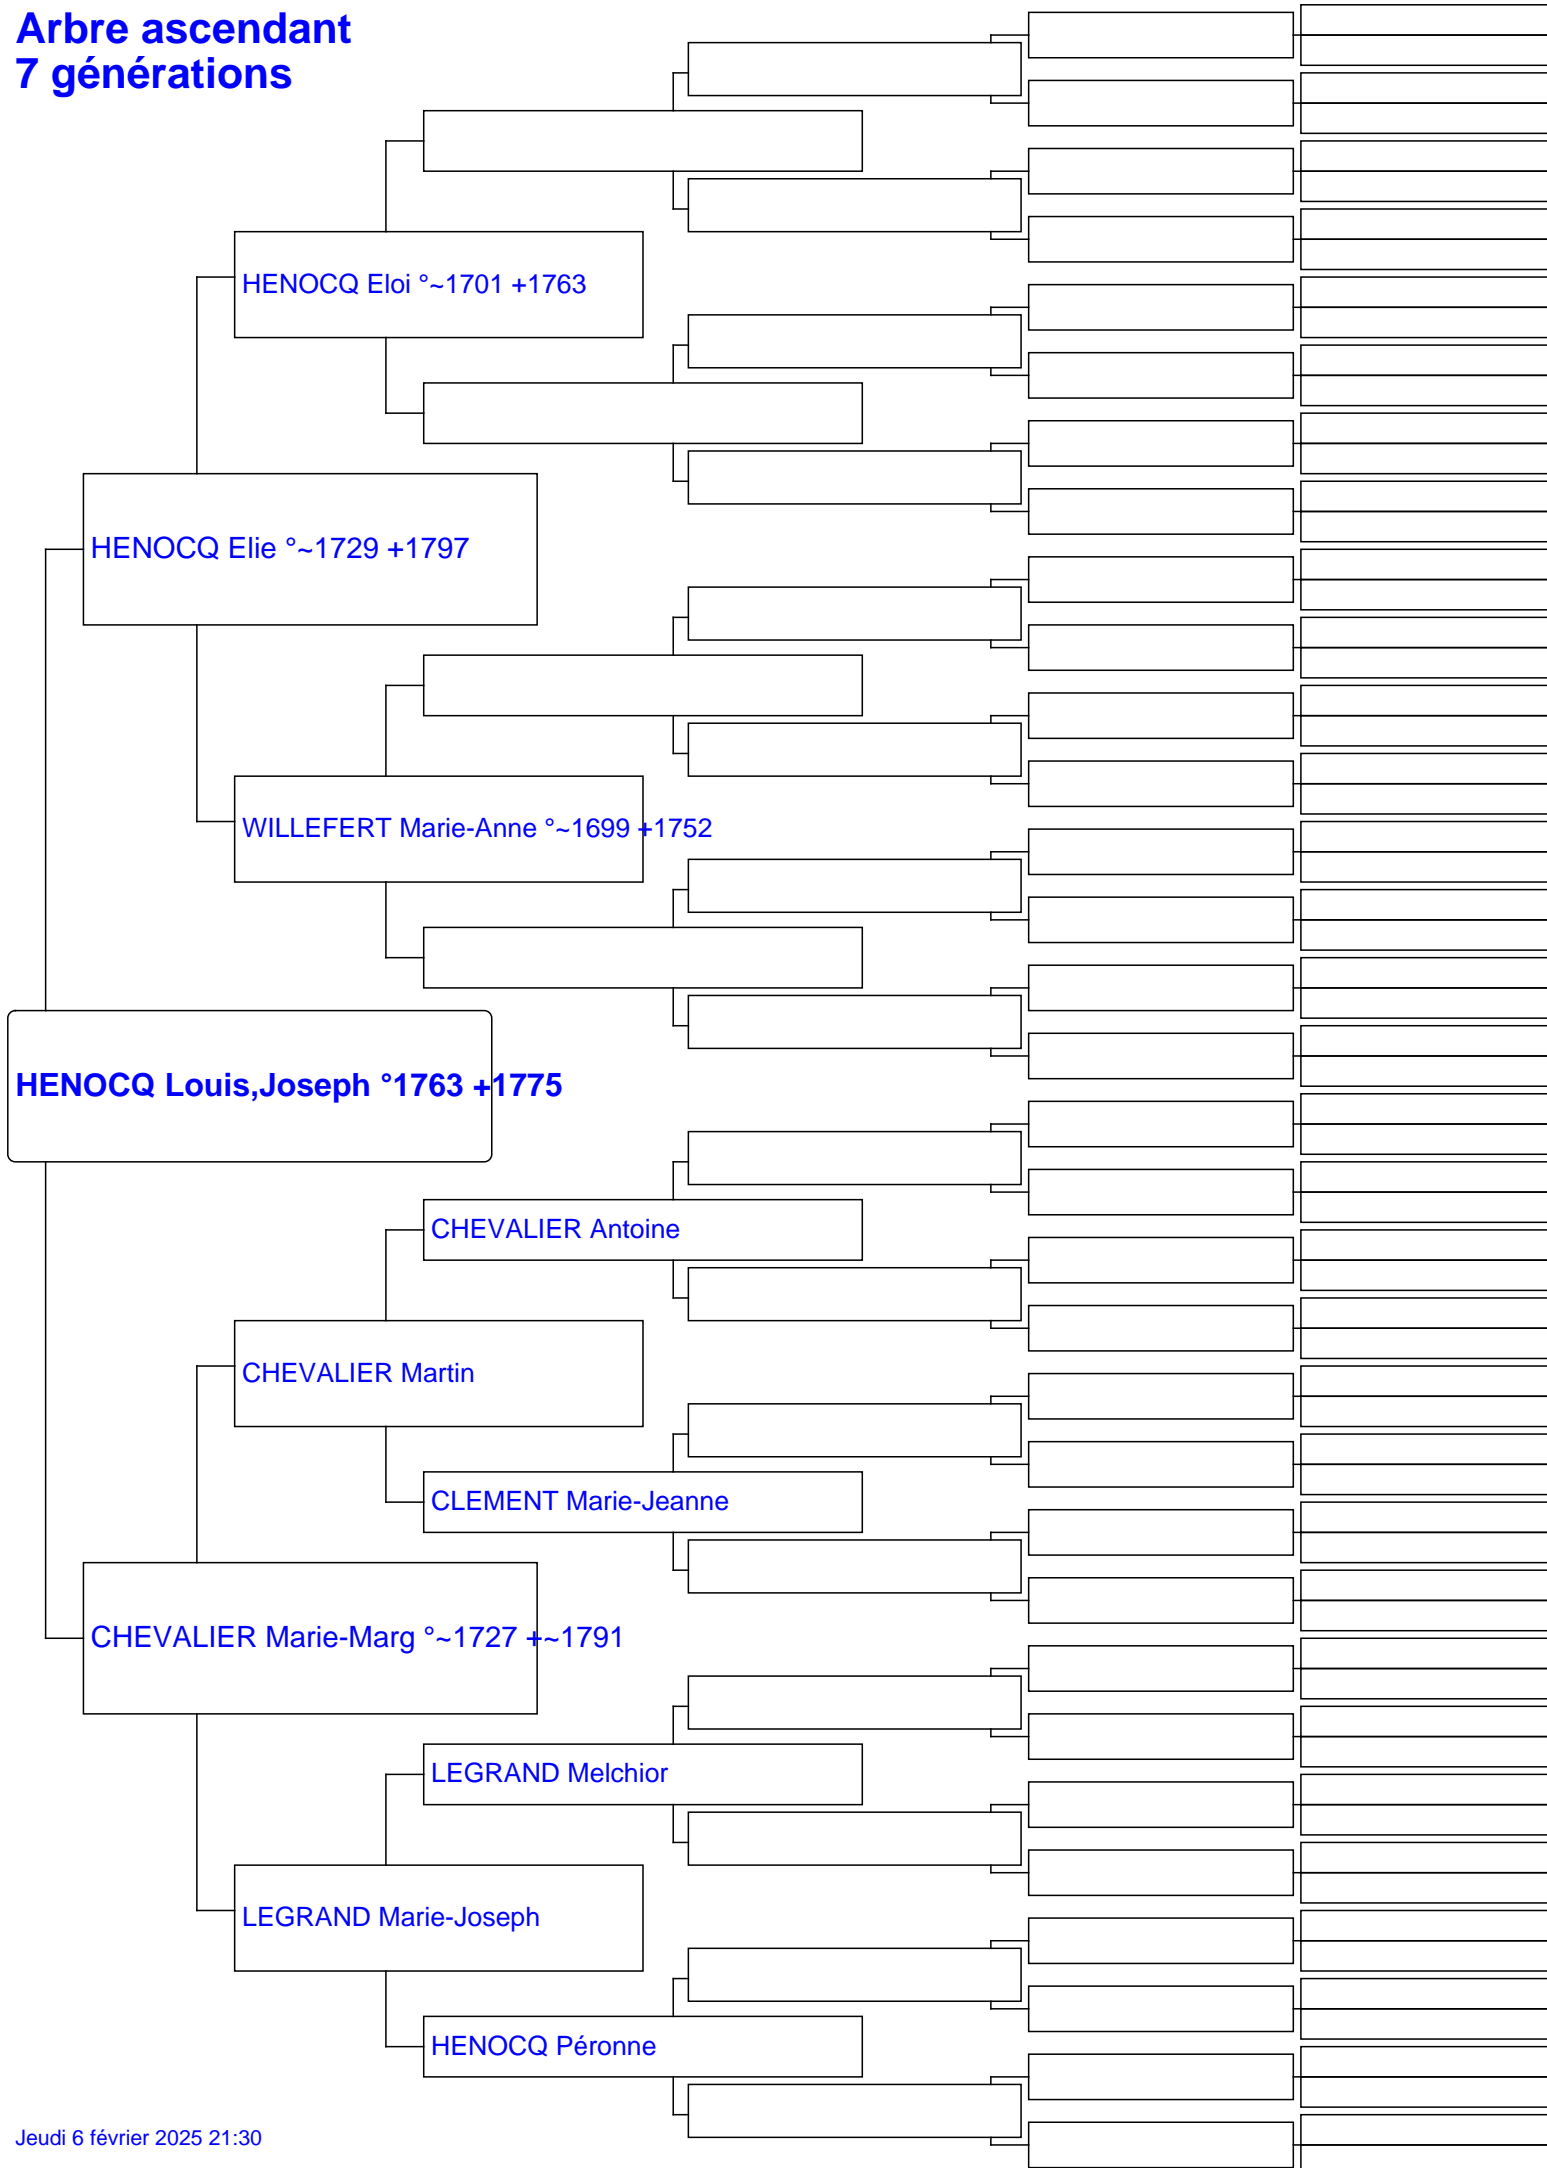 Arbre ascendant
7 générations
HENOCQ Eloi °~1701 +1763
HENOCQ Elie °~1729 +1797
WILLEFERT Marie-Anne °~1699 +1752
HENOCQ Louis,Joseph °1763 +1775
CHEVALIER Antoine
CHEVALIER Martin
CLEMENT Marie-Jeanne
CHEVALIER Marie-Marg °~1727 +~1791
LEGRAND Melchior
LEGRAND Marie-Joseph
HENOCQ Péronne
Jeudi 6 février 2025 21:30